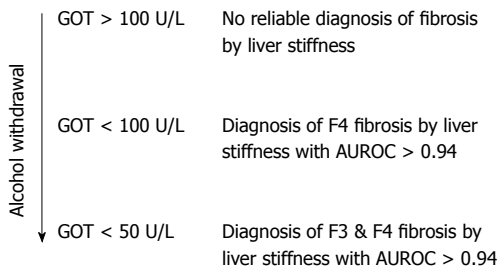 Alcohol withdrawal
GOT > 100 U/L No reliable diagnosis of fibrosis
by liver stiffness
GOT < 100 U/L Diagnosis of F4 fibrosis by liver
stiffness with AUROC > 0.94
GOT < 50 U/L Diagnosis of F3 & F4 fibrosis by
liver stiffness with AUROC > 0.94